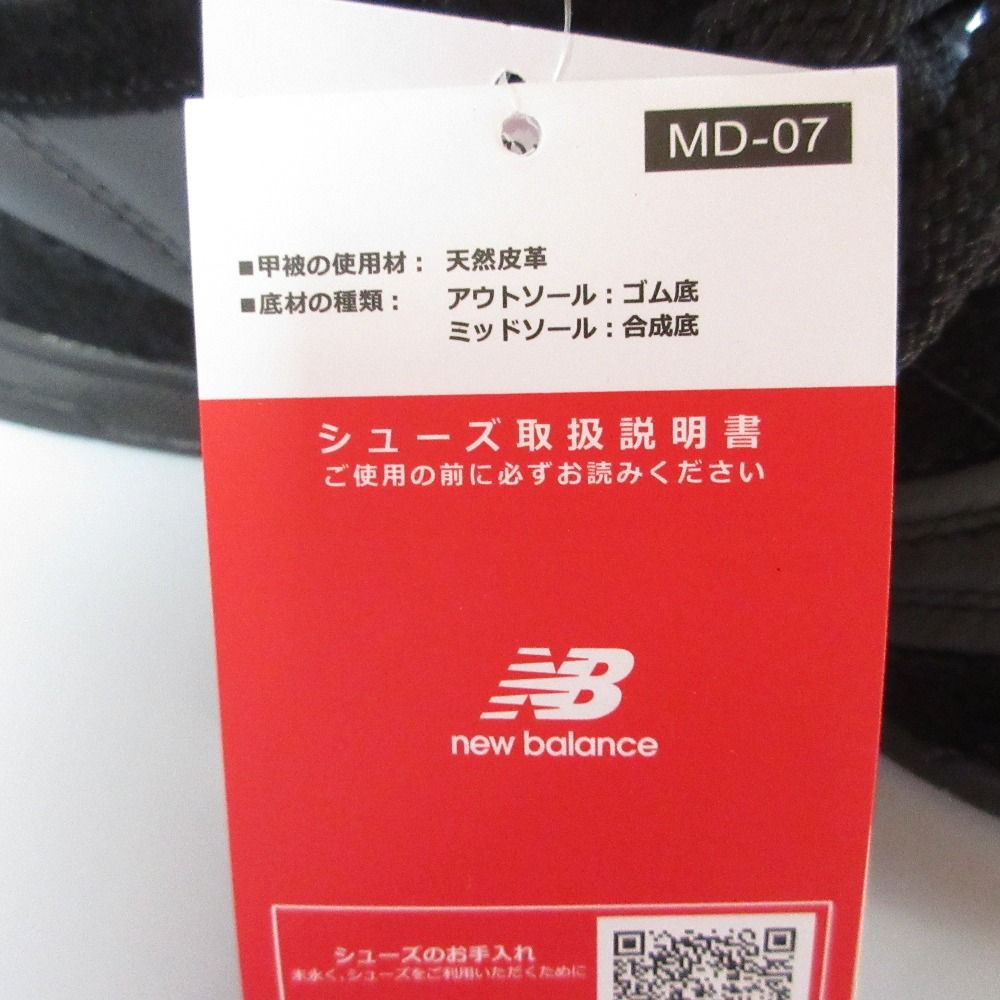 MD-07
■甲被の使用材： 天然皮革
■底材の種類： アウトソール：ゴム底
ミッドソール：合成底
シューズ取扱説明書
ご使用の前に必ずお読みください
NB
new balance
シューズのお手入れ
末永く、シューズをご利用いただくために